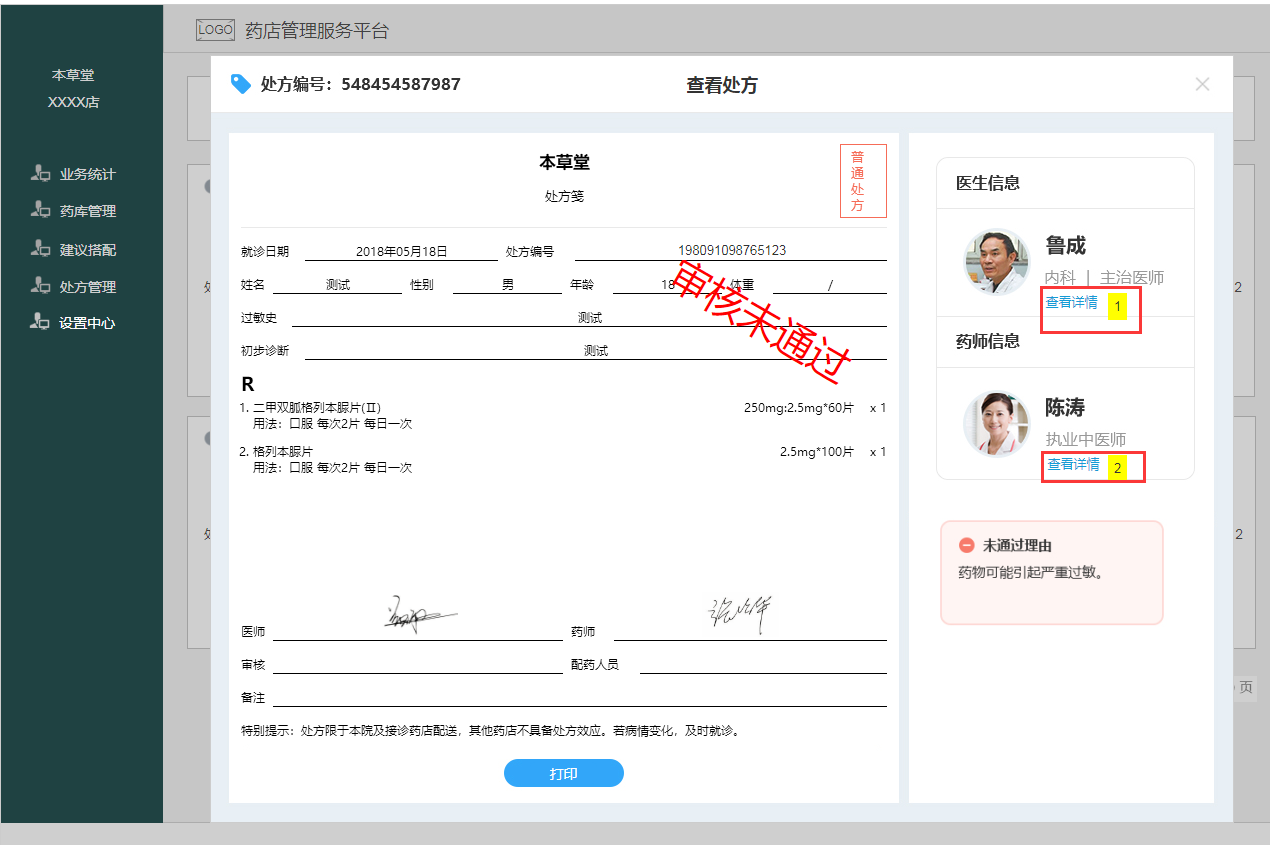 LOGO 药店管理服务平台
本草堂
XXXX店
业务统计
药库管理
建议搭配
处方管理
设置中心
处方编号：548454587987
查看处方
本草堂
处方笺
普通处方
就诊日期 2018年05月18日 处方编号 198091098765123
姓名 测试 性别 男 年龄 18 体重 /
审核未通过
过敏史 测试
初步诊断 测试
R
1. 二甲双胍格列本脲片(Ⅱ) 250mg:2.5mg*60片 x 1
用法：口服 每次2片 每日一次
2. 格列本脲片 2.5mg*100片 x 1
用法：口服 每次2片 每日一次
医师 药师
审核 配药人员
备注
特别提示：处方限于本院及接诊药店配送，其他药店不具备处方效应。若病情变化，及时就诊。
打印
医生信息
鲁成
内科 | 主治医师
查看详情 1
药师信息
陈涛
执业中医师
查看详情 2
未通过理由
药物可能引起严重过敏。
2
2
页